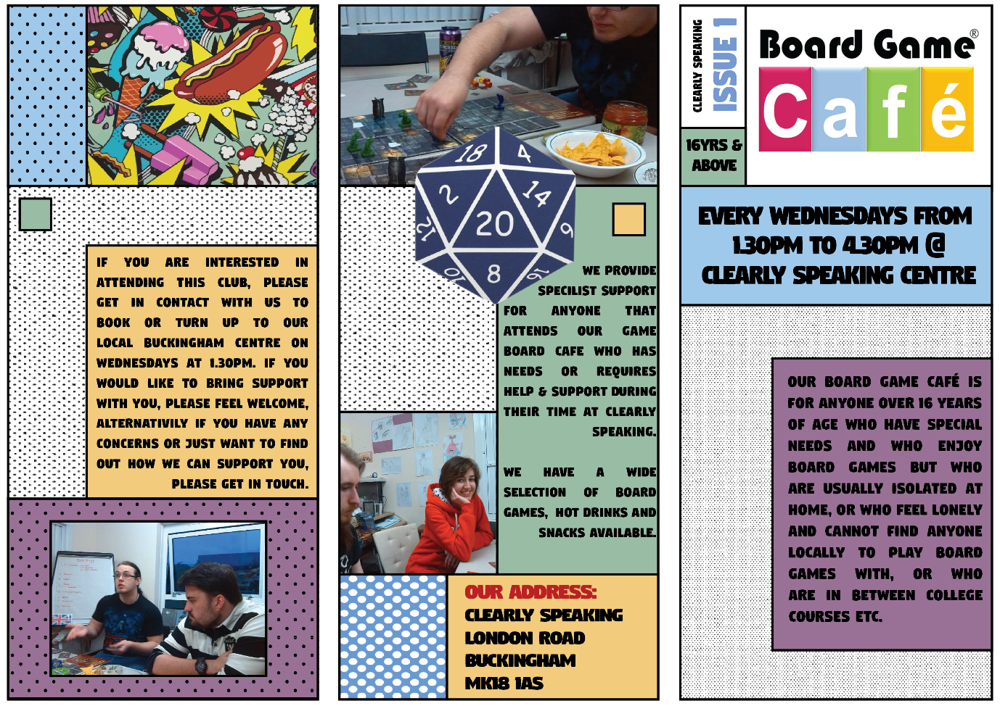 IF YOU ARE INTERESTED IN
ATTENDING THIS CLUB, PLEASE
GET IN CONTACT WITH US TO
BOOK OR TURN UP TO OUR
LOCAL BUCKINGHAM CENTRE ON
WEDNESDAYS AT 1.30PM. IF YOU
WOULD LIKE TO BRING SUPPORT
WITH YOU, PLEASE FEEL WELCOME,
ALTERNATIVILY IF YOU HAVE ANY
CONCERNS OR JUST WANT TO FIND
OUT HOW WE CAN SUPPORT YOU,
PLEASE GET IN TOUCH.
18 4
2 14
12 20 6
10 8 16
WE PROVIDE
SPECILIST SUPPORT
FOR ANYONE THAT
ATTENDS OUR GAME
BOARD CAFE WHO HAS
NEEDS OR REQUIRES
HELP & SUPPORT DURING
THEIR TIME AT CLEARLY
SPEAKING.
WE HAVE A WIDE
SELECTION OF BOARD
GAMES, HOT DRINKS AND
SNACKS AVAILABLE.
OUR ADDRESS:
CLEARLY SPEAKING
LONDON ROAD
BUCKINGHAM
MK18 1AS
CLEARLY SPEAKING
ISSUE 1
16YRS &
ABOVE
Board Game®
Café
EVERY WEDNESDAYS FROM
1.30PM TO 4.30PM @
CLEARLY SPEAKING CENTRE
OUR BOARD GAME CAFÉ IS
FOR ANYONE OVER 16 YEARS
OF AGE WHO HAVE SPECIAL
NEEDS AND WHO ENJOY
BOARD GAMES BUT WHO
ARE USUALLY ISOLATED AT
HOME, OR WHO FEEL LONELY
AND CANNOT FIND ANYONE
LOCALLY TO PLAY BOARD
GAMES WITH, OR WHO
ARE IN BETWEEN COLLEGE
COURSES ETC.